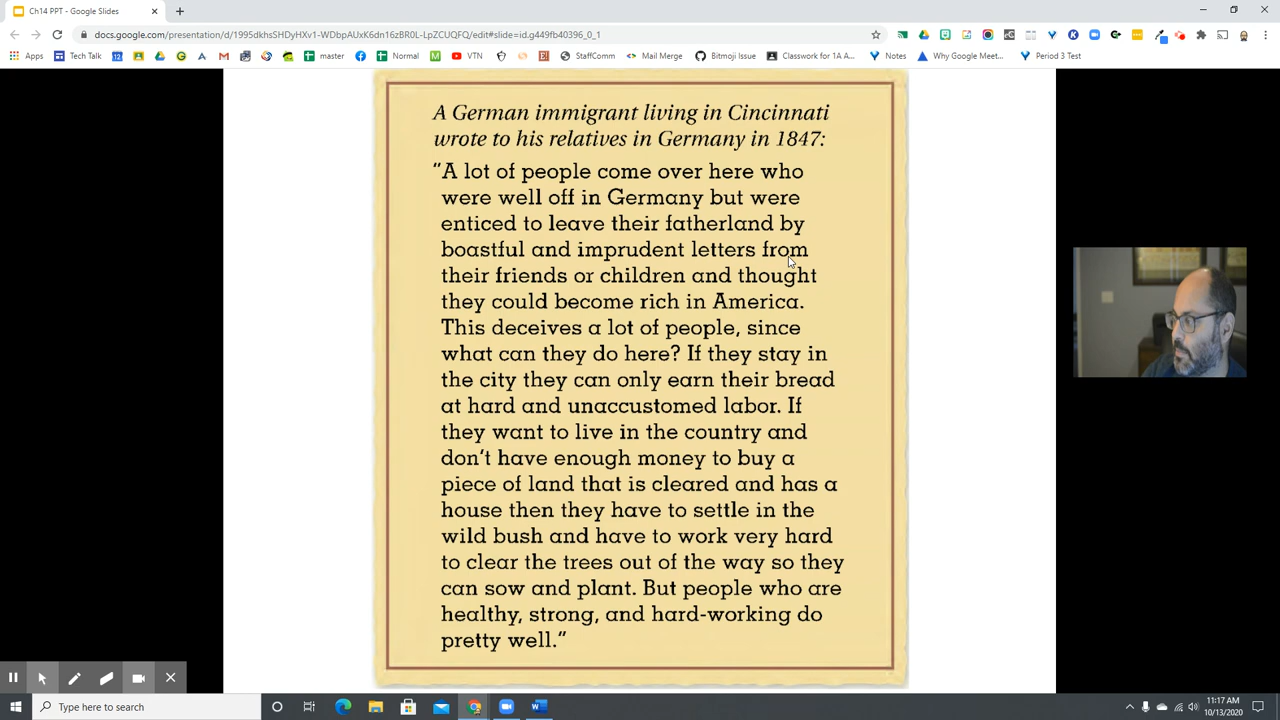 Ch14 PPT - Google Slides
docs.google.com/presentation/d/1995dkhsSHDyHXv1-WDbpAUxK6dn16zBR0L-LpZCUQFQ/edit#slide=id.g449fb40396_0_1
Apps Tech Talk master Normal VTN StaffComm Mail Merge Bitmoji Issue Classwork for 1A A... Notes Why Google Meet... Period 3 Test
A German immigrant living in Cincinnati
wrote to his relatives in Germany in 1847:
“A lot of people come over here who
were well off in Germany but were
enticed to leave their fatherland by
boastful and imprudent letters from
their friends or children and thought
they could become rich in America.
This deceives a lot of people, since
what can they do here? If they stay in
the city they can only earn their bread
at hard and unaccustomed labor. If
they want to live in the country and
don’t have enough money to buy a
piece of land that is cleared and has a
house then they have to settle in the
wild bush and have to work very hard
to clear the trees out of the way so they
can sow and plant. But people who are
healthy, strong, and hard-working do
pretty well.”
Type here to search
11:17 AM
10/13/2020